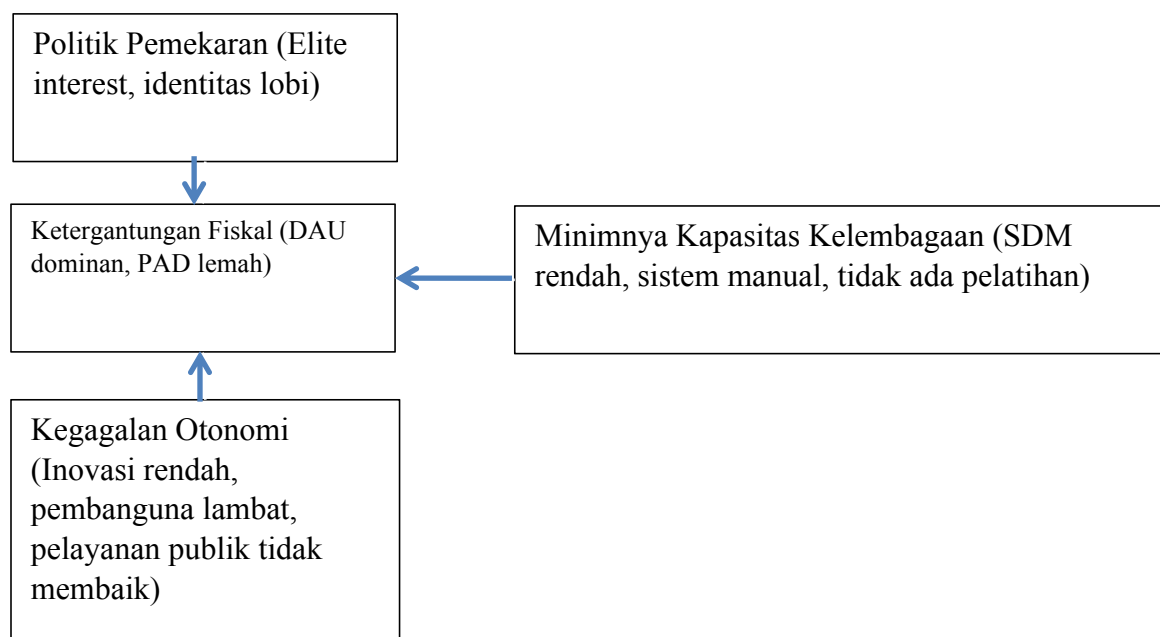 Politik Pemekaran (Elite
interest, identitas lobi)
Ketergantungan Fiskal (DAU
dominan, PAD lemah)
Minimnya Kapasitas Kelembagaan (SDM
rendah, sistem manual, tidak ada pelatihan)
Kegagalan Otonomi
(Inovasi rendah,
pembanguna lambat,
pelayanan publik tidak
membaik)